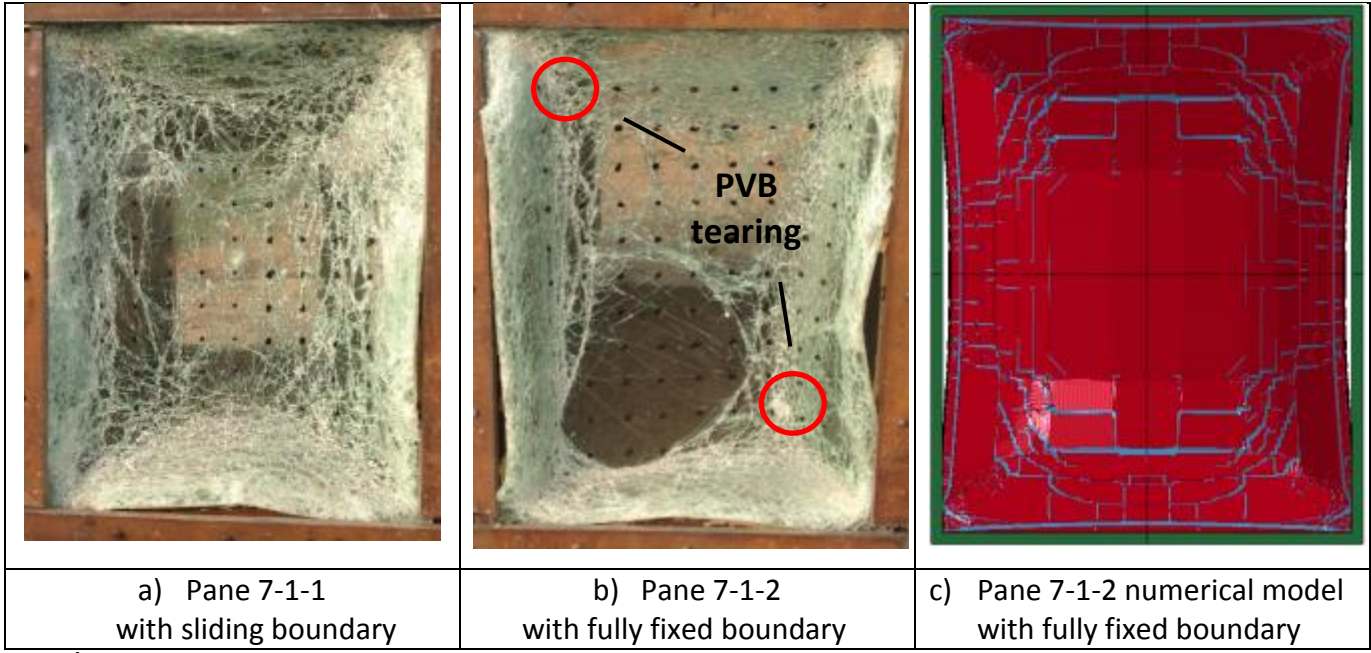 PVB
tearing
a) Pane 7-1-1
with sliding boundary
b) Pane 7-1-2
with fully fixed boundary
c) Pane 7-1-2 numerical model
with fully fixed boundary